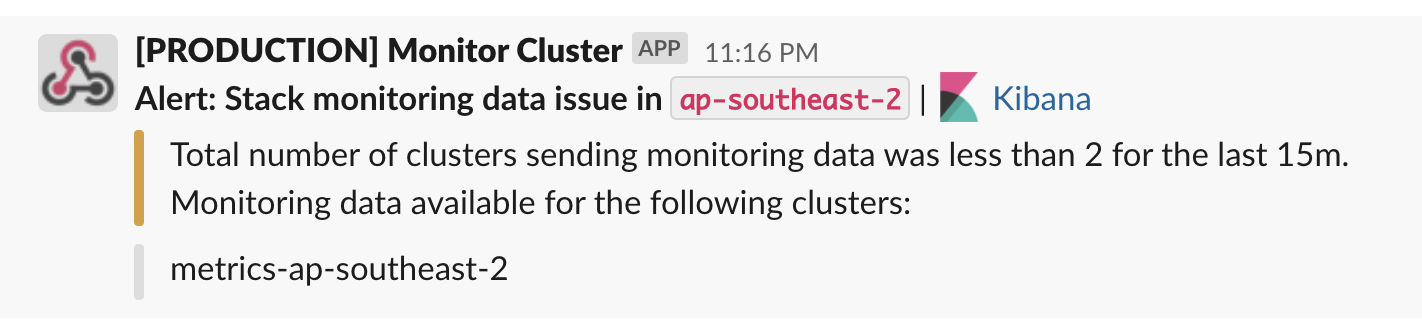 [PRODUCTION] Monitor Cluster APP 11:16 PM
Alert: Stack monitoring data issue in ap-southeast-2 | Kibana
Total number of clusters sending monitoring data was less than 2 for the last 15m.
Monitoring data available for the following clusters:
metrics-ap-southeast-2